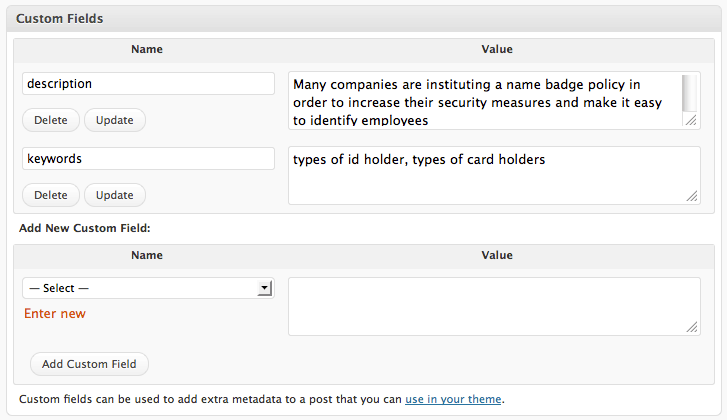 Custom Fields
Name Value
description
Many companies are instituting a name badge policy in
order to increase their security measures and make it easy
to identify employees
Delete Update
keywords
types of id holder, types of card holders
Delete Update
Add New Custom Field:
Name Value
— Select —
Enter new
Add Custom Field
Custom fields can be used to add extra metadata to a post that you can use in your theme.